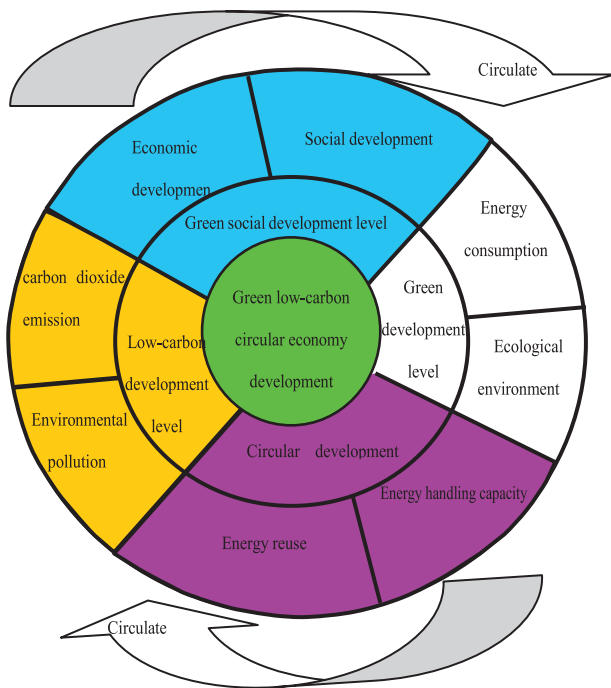 Circulate
Economic
developmen
Social development
Green social development level
Energy
consumption
carbon dioxide
emission
Green low-carbon
circular economy
development
Green
development
level
Low-carbon
development
level
Ecological
environment
Environmental
pollution
Circular development
Energy handling capacity
Energy reuse
Circulate